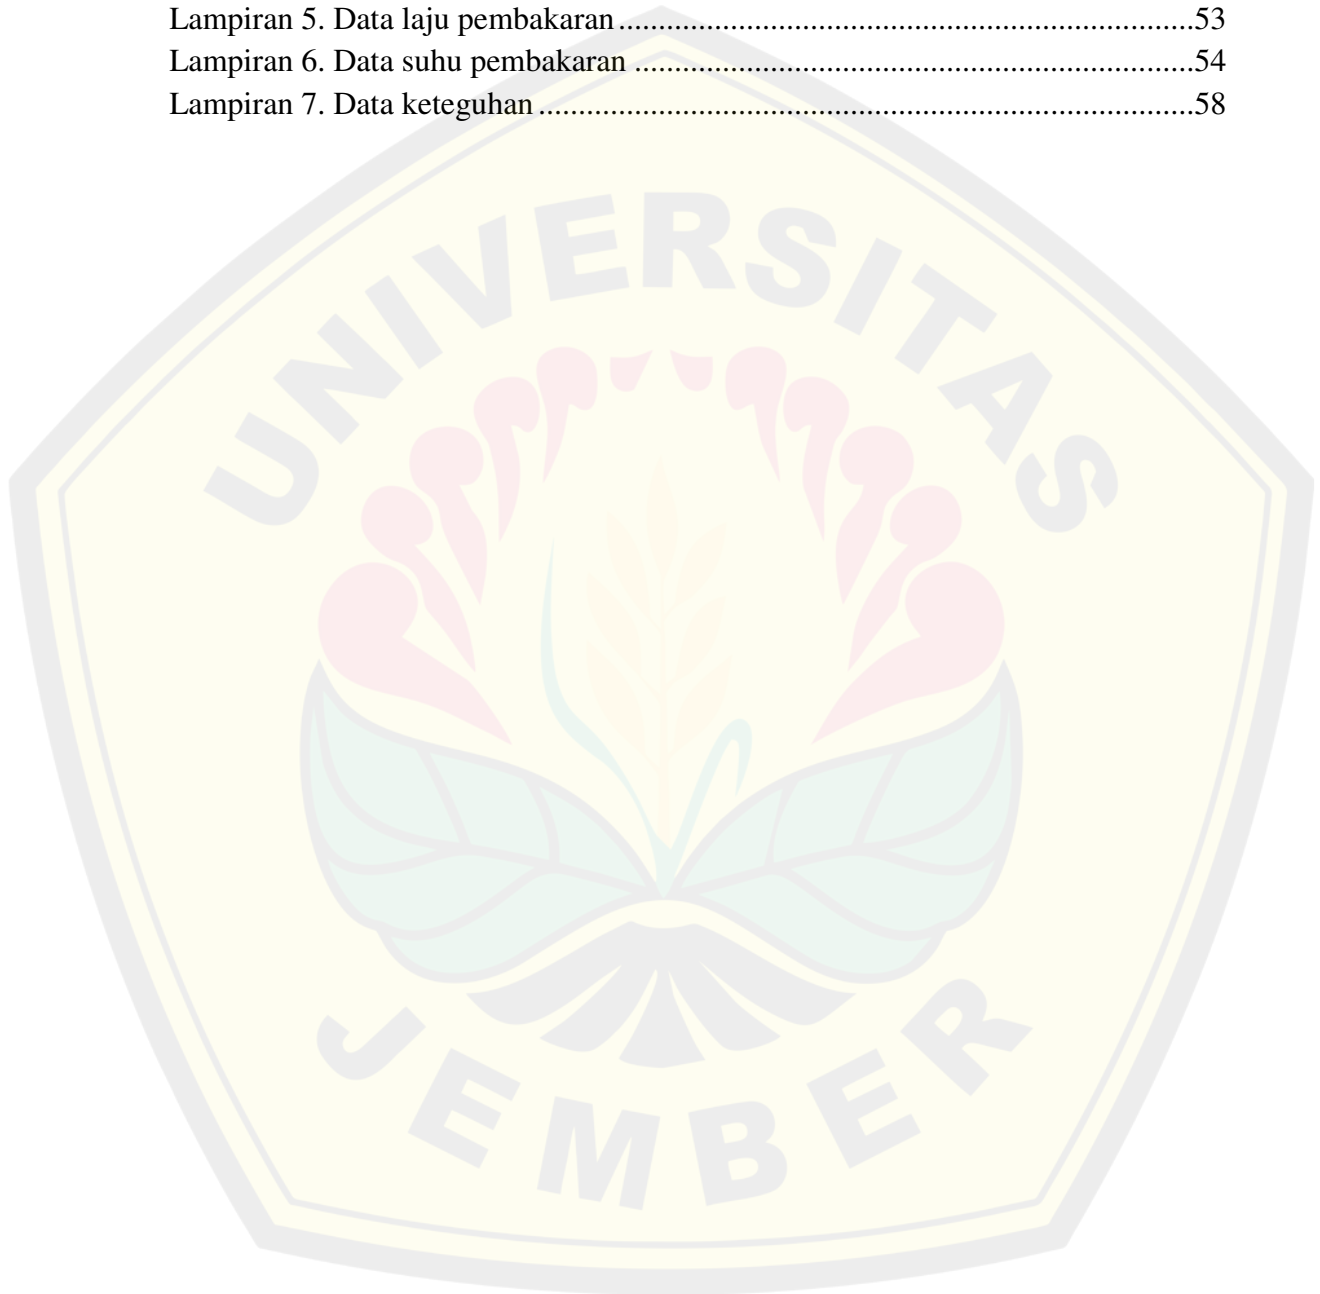 Lampiran 5. Data laju pembakaran........................................................................53
Lampiran 6. Data suhu pembakaran ......................................................................54
Lampiran 7. Data keteguhan ..................................................................................58
UNIVERSITAS
JEMBER